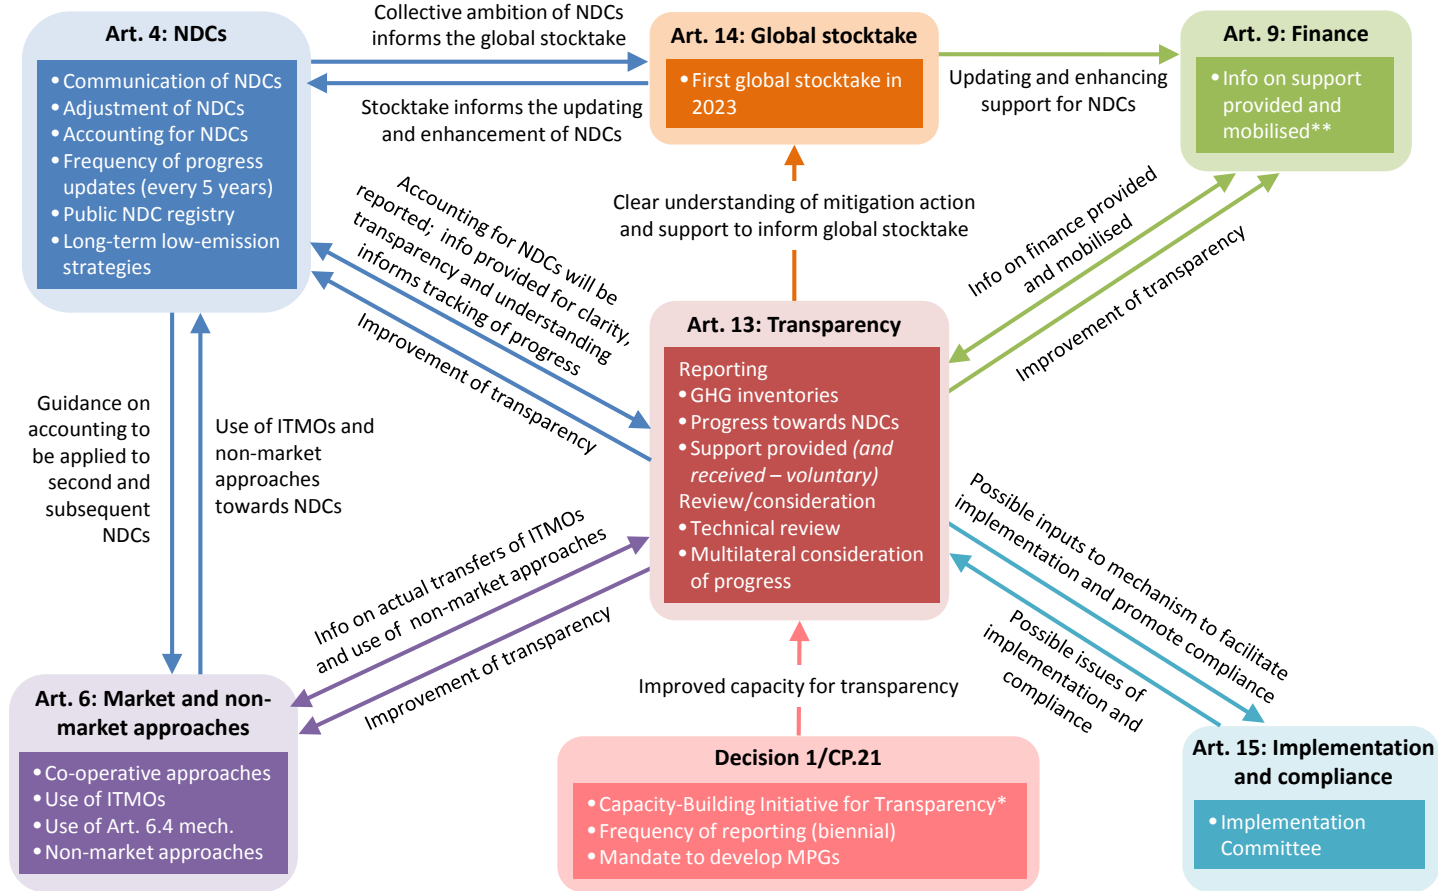 Art. 4: NDCs
• Communication of NDCs
• Adjustment of NDCs
• Accounting for NDCs
• Frequency of progress
updates (every 5 years)
• Public NDC registry
• Long-term low-emission
strategies
Collective ambition of NDCs
informs the global stocktake
Stocktake informs the updating
and enhancement of NDCs
Art. 14: Global stocktake
• First global stocktake in
2023
Updating and enhancing
support for NDCs
Art. 9: Finance
• Info on support
provided and
mobilised**
Accounting for NDCs will be
reported; info provided for clarity,
transparency and understanding
informs tracking of progress
Improvement of transparency
Clear understanding of mitigation action
and support to inform global stocktake
Info on finance provided
and mobilised
Improvement of transparency
Art. 13: Transparency
Reporting
• GHG inventories
• Progress towards NDCs
• Support provided (and
received – voluntary)
Review/consideration
• Technical review
• Multilateral consideration
of progress
Guidance on
accounting to
be applied to
second and
subsequent
NDCs
Use of ITMOs and
non-market
approaches
towards NDCs
Info on actual transfers of ITMOs
and use of non-market approaches
Improvement of transparency
Possible inputs to mechanism to facilitate
implementation and promote compliance
Possible issues of
implementation and
compliance
Improved capacity for transparency
Art. 6: Market and non-
market approaches
• Co-operative approaches
• Use of ITMOs
• Use of Art. 6.4 mech.
• Non-market approaches
Decision 1/CP.21
• Capacity-Building Initiative for Transparency*
• Frequency of reporting (biennial)
• Mandate to develop MPGs
Art. 15: Implementation
and compliance
• Implementation
Committee